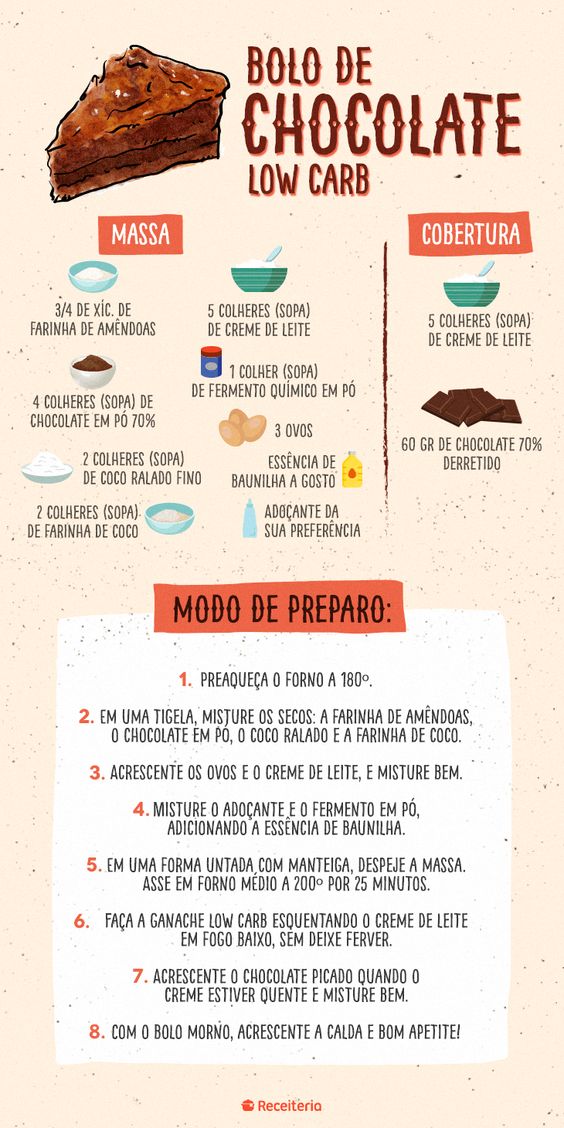 BOLO DE
CHOCOLATE
LOW CARB
MASSA
3/4 DE XÍC. DE
FARINHA DE AMÊNDOAS
4 COLHERES (SOPA) DE
CHOCOLATE EM PÓ 70%
2 COLHERES (SOPA)
DE COCO RALADO FINO
2 COLHERES (SOPA)
DE FARINHA DE COCO
5 COLHERES (SOPA)
DE CREME DE LEITE
1 COLHER (SOPA)
DE FERMENTO QUÍMICO EM PÓ
3 OVOS
ESSÊNCIA DE
BAUNILHA A GOSTO
ADOÇANTE DA
SUA PREFERÊNCIA
COBERTURA
5 COLHERES (SOPA)
DE CREME DE LEITE
60 GR DE CHOCOLATE 70%
DERRETIDO
MODO DE PREPARO:
1. PREAQUEÇA O FORNO A 180º.
2. EM UMA TIGELA, MISTURE OS SECOS: A FARINHA DE AMÊNDOAS,
O CHOCOLATE EM PÓ, O COCO RALADO E A FARINHA DE COCO.
3. ACRESCENTE OS OVOS E O CREME DE LEITE, E MISTURE BEM.
4. MISTURE O ADOÇANTE E O FERMENTO EM PÓ,
ADICIONANDO A ESSÊNCIA DE BAUNILHA.
5. EM UMA FORMA UNTADA COM MANTEIGA, DESPEJE A MASSA.
ASSE EM FORNO MÉDIO A 200º POR 25 MINUTOS.
6. FAÇA A GANACHE LOW CARB ESQUENTANDO O CREME DE LEITE
EM FOGO BAIXO, SEM DEIXE FERVER.
7. ACRESCENTE O CHOCOLATE PICADO QUANDO O
CREME ESTIVER QUENTE E MISTURE BEM.
8. COM O BOLO MORNO, ACRESCENTE A CALDA E BOM APETITE!
Receiteria